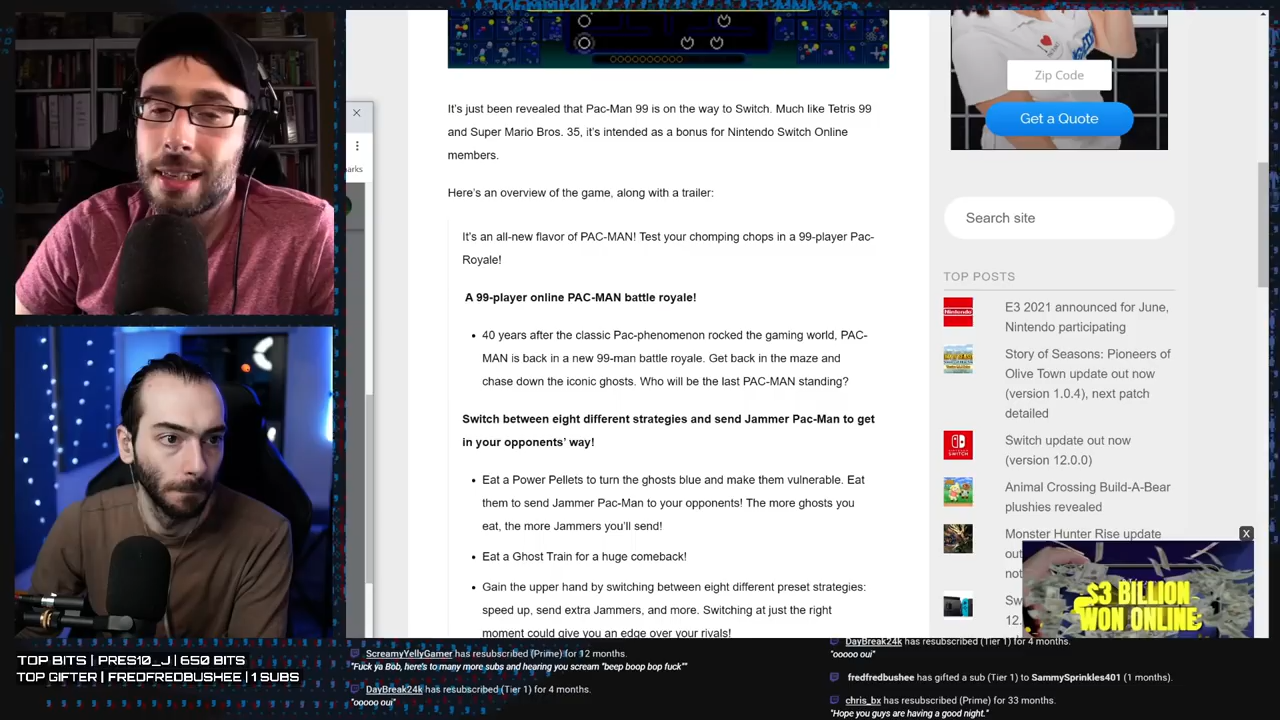 It's just been revealed that Pac-Man 99 is on the way to Switch. Much like Tetris 99
and Super Mario Bros. 35, it's intended as a bonus for Nintendo Switch Online
members.
Here's an overview of the game, along with a trailer:
It's an all-new flavor of PAC-MAN! Test your chomping chops in a 99-player Pac-
Royale!
A 99-player online PAC-MAN battle royale!
• 40 years after the classic Pac-phenomenon rocked the gaming world, PAC-
MAN is back in a new 99-man battle royale. Get back in the maze and
chase down the iconic ghosts. Who will be the last PAC-MAN standing?
Switch between eight different strategies and send Jammer Pac-Man to get
in your opponents' way!
• Eat a Power Pellets to turn the ghosts blue and make them vulnerable. Eat
them to send Jammer Pac-Man to your opponents! The more ghosts you
eat, the more Jammers you'll send!
• Eat a Ghost Train for a huge comeback!
• Gain the upper hand by switching between eight different preset strategies:
speed up, send extra Jammers, and more. Switching at just the right
moment could give you an edge over your rivals!
arks
Zip Code
Get a Quote
Search site
TOP POSTS
Nintendo
E3 2021 announced for June,
Nintendo participating
Story of Seasons: Pioneers of
Olive Town update out now
(version 1.0.4), next patch
detailed
Switch update out now
(version 12.0.0)
Animal Crossing Build-A-Bear
plushies revealed
Monster Hunter Rise update
out
not
Sw
12.
X
$3 BILLION
WON ONLINE
TOP BITS | PRES10_J | 650 BITS
TOP GIFTER | FREDFREDBUSHEE | 1 SUBS
ScreamyYellyGamer has resubscribed (Prime) for 12 months.
"Fuck ya Bob, here's to many more subs and hearing you scream "beep boop bop fuck""
DayBreak24k has resubscribed (Tier 1) for 4 months.
"ooooo oui"
DayBreak24k has resubscribed (Tier 1) for 4 months.
"ooooo oui"
fredfredbushee has gifted a sub (Tier 1) to SammySprinkles401 (1 months).
chris_bx has resubscribed (Prime) for 33 months.
"Hope you guys are having a good night."